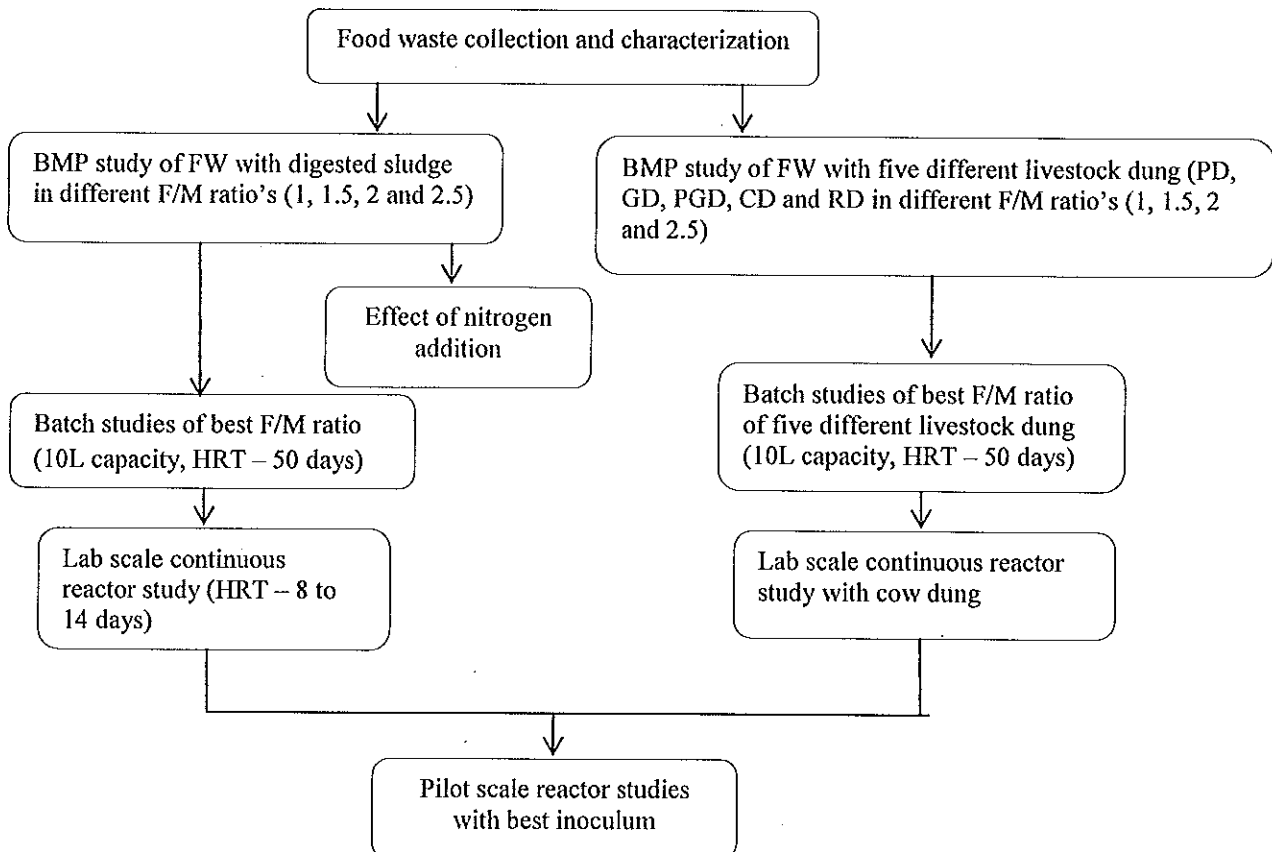 Food waste collection and characterization
BMP study of FW with digested sludge
in different F/M ratio's (1, 1.5, 2 and 2.5)
BMP study of FW with five different livestock dung (PD,
GD, PGD, CD and RD in different F/M ratio's (1, 1.5, 2
and 2.5)
Effect of nitrogen
addition
Batch studies of best F/M ratio
(10L capacity, HRT – 50 days)
Batch studies of best F/M ratio
of five different livestock dung
(10L capacity, HRT – 50 days)
Lab scale continuous
reactor study (HRT – 8 to
14 days)
Lab scale continuous reactor
study with cow dung
Pilot scale reactor studies
with best inoculum